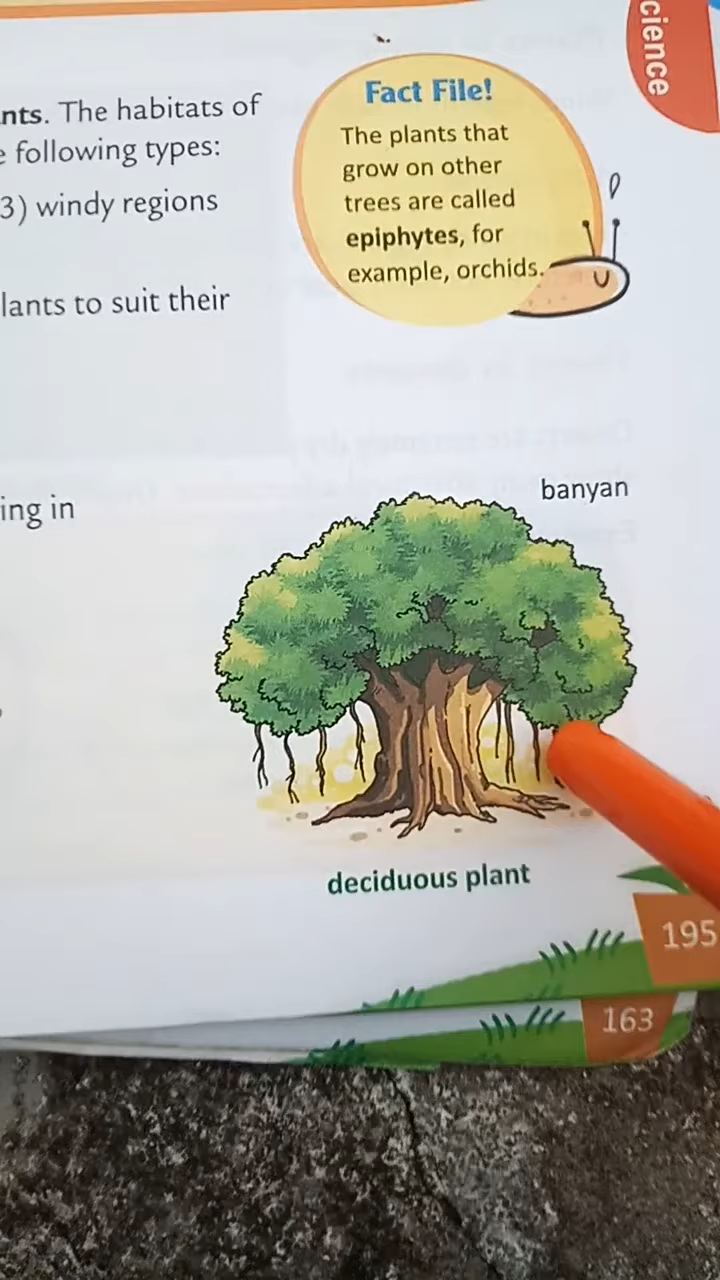 cience
nts. The habitats of
e following types:
3) windy regions
lants to suit their
Fact File!
The plants that
grow on other
trees are called
epiphytes, for
example, orchids.
ing in
banyan
deciduous plant
195
163